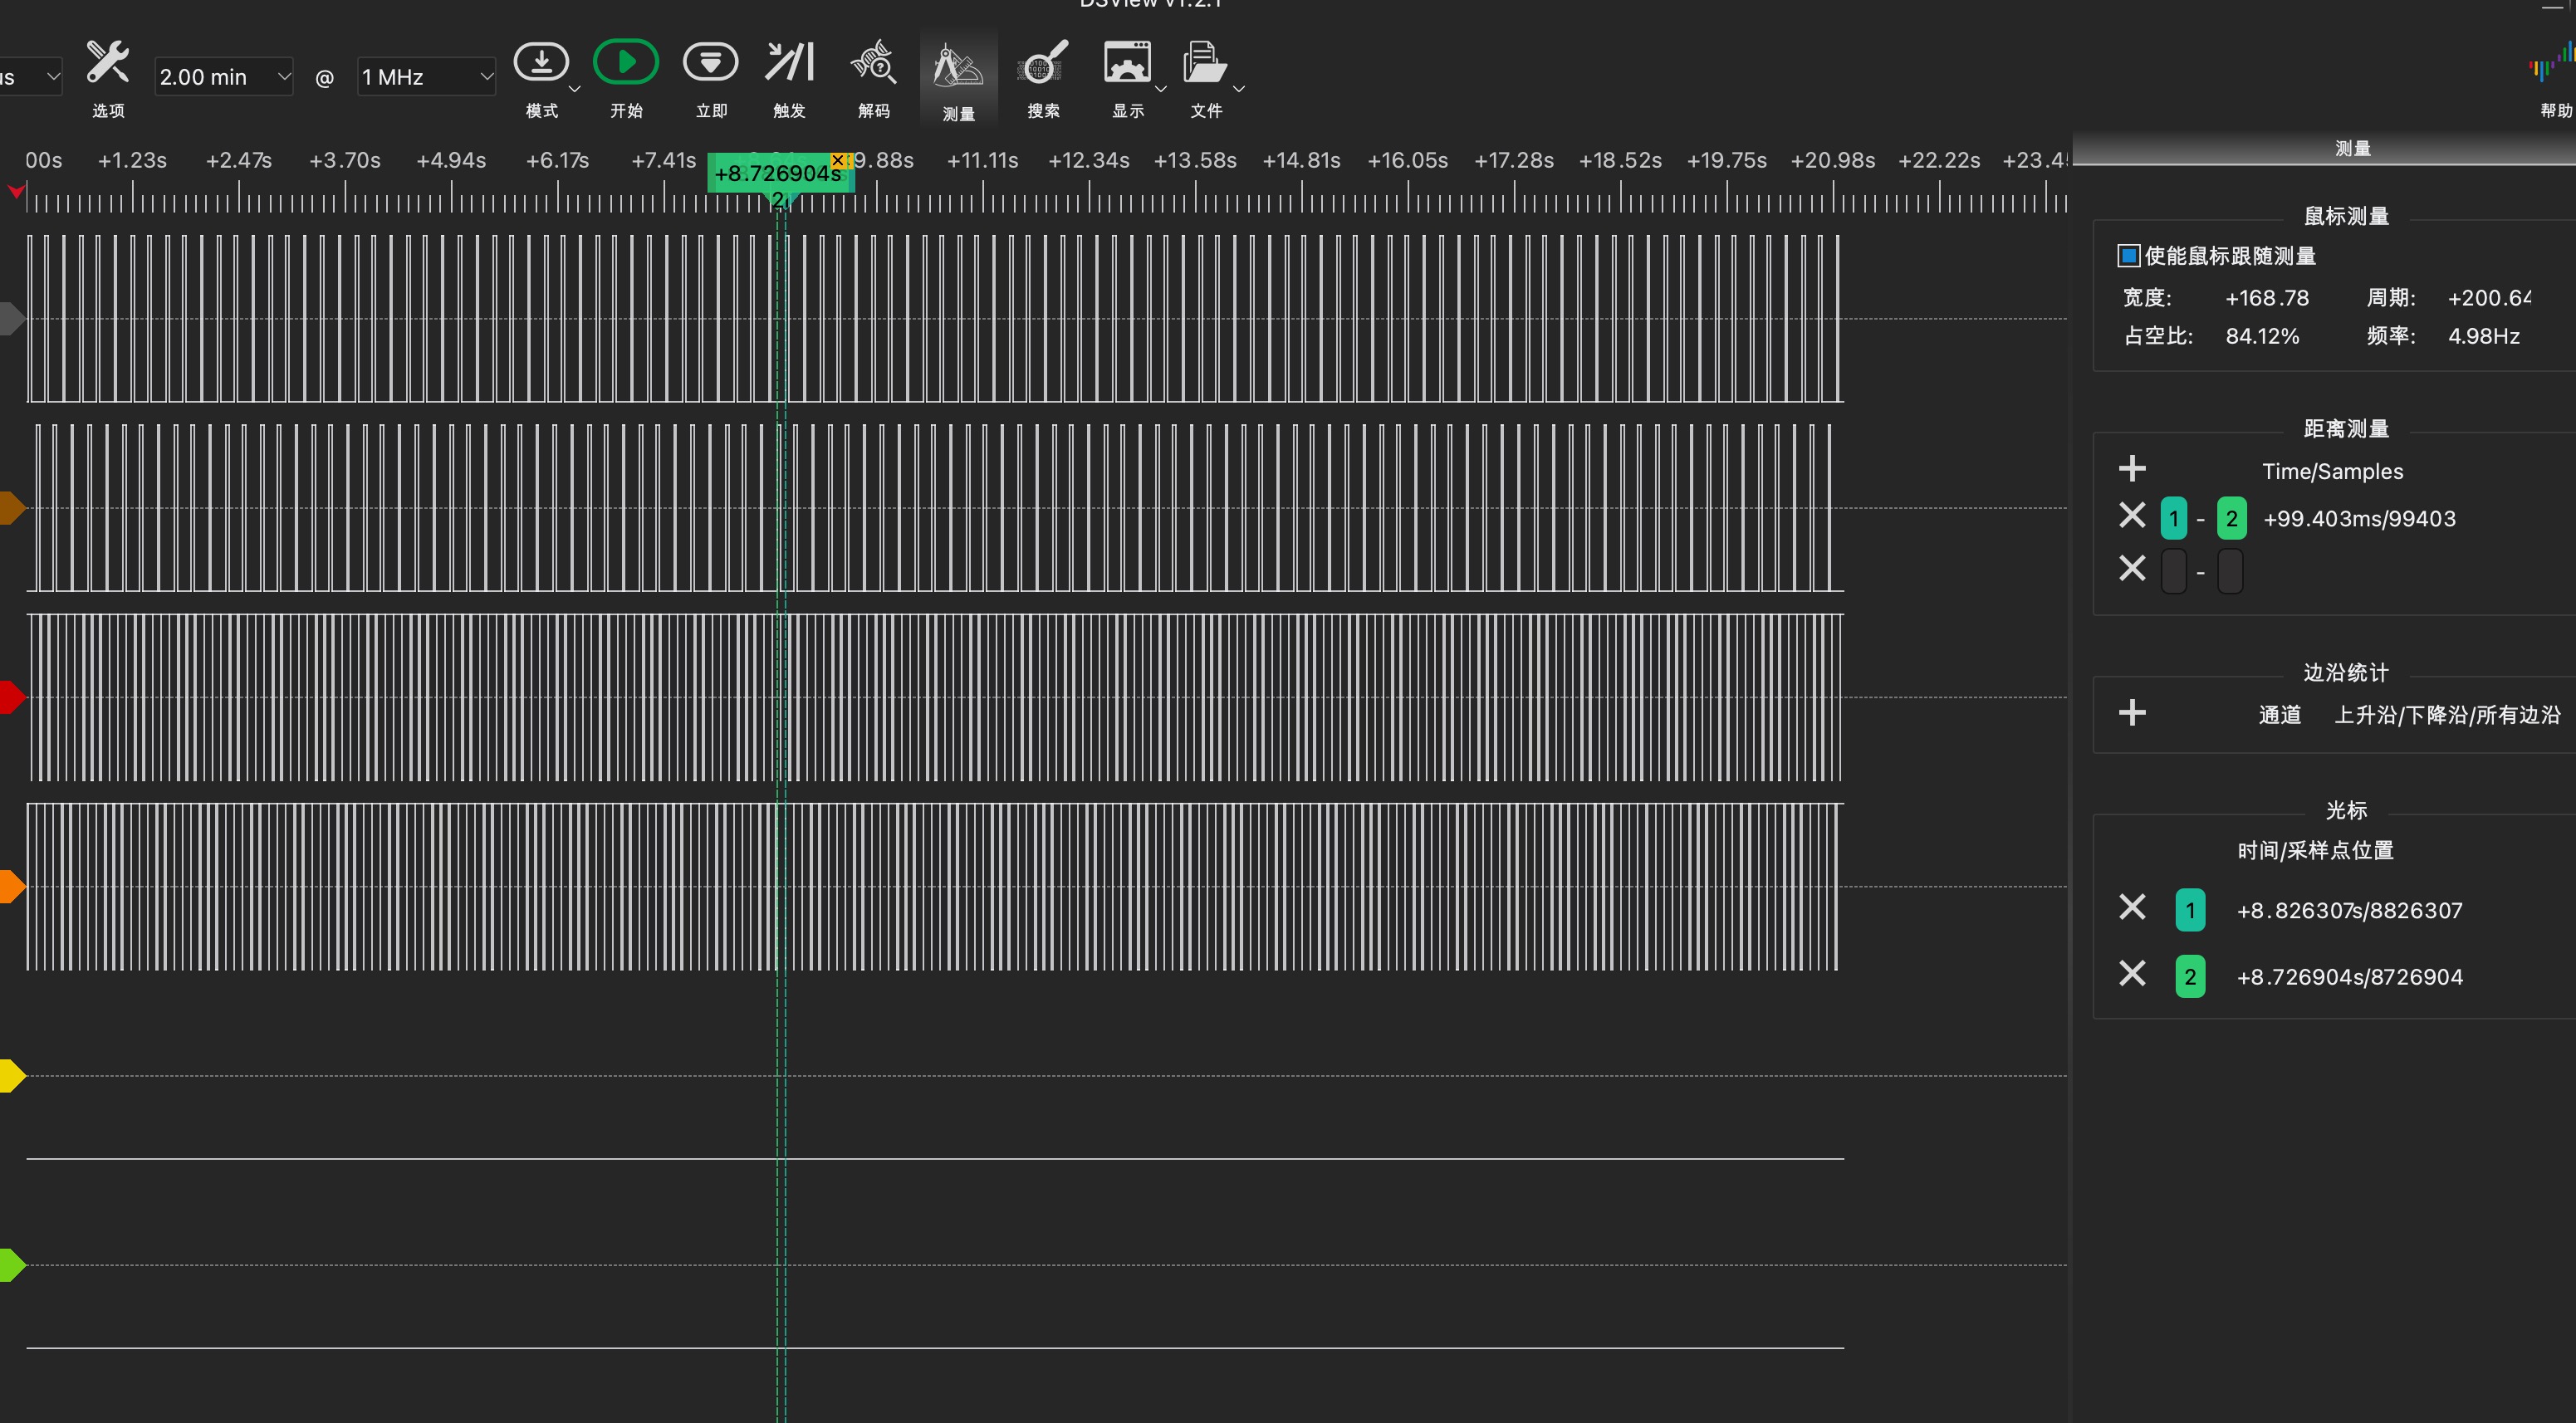 DSView v1.2.1
us
2.00 min
@
1 MHz
选项
模式
开始
立即
触发
解码
测量
搜索
显示
文件
帮助
00s +1.23s +2.47s +3.70s +4.94s +6.17s +7.41s 9.88s +11.11s +12.34s +13.58s +14.81s +16.05s +17.28s +18.52s +19.75s +20.98s +22.22s +23.45
+8.726904s
2
测量
鼠标测量
使能鼠标跟随测量
宽度: +168.78 周期: +200.64
占空比: 84.12% 频率: 4.98Hz
距离测量
Time/Samples
1 - 2 +99.403ms/99403
-
边沿统计
通道 上升沿/下降沿/所有边沿
光标
时间/采样点位置
1 +8.826307s/8826307
2 +8.726904s/8726904